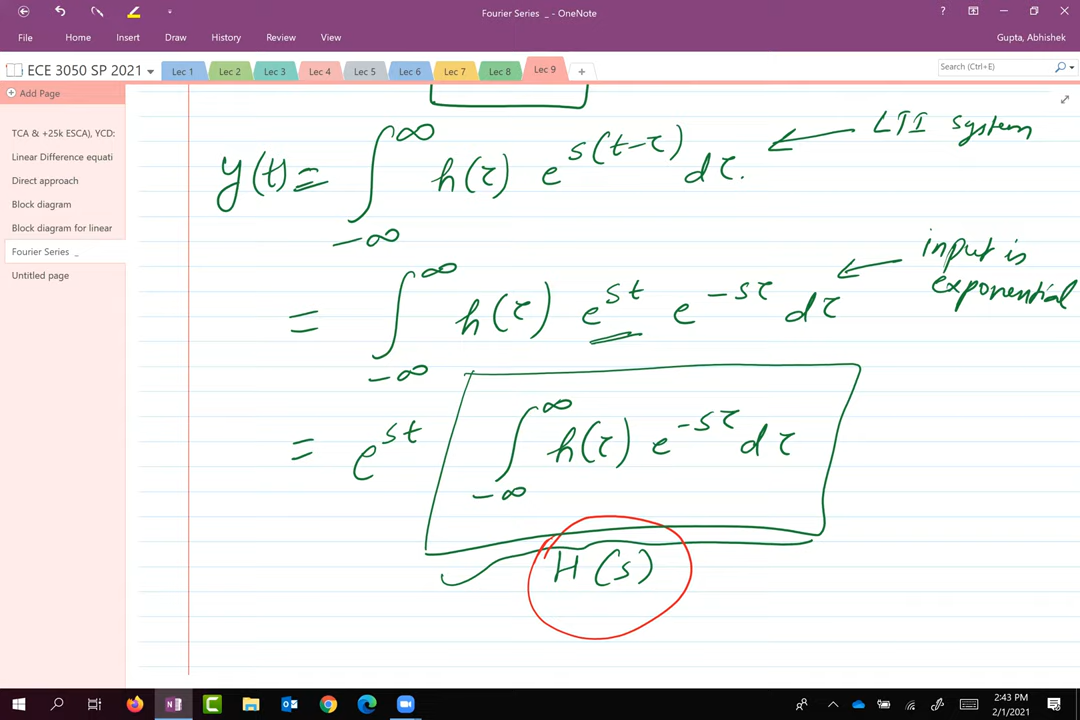 Fourier Series _ - OneNote
?
File
Home
Insert
Draw
History
Review
View
Gupta, Abhishek
ECE 3050 SP 2021
Lec 1
Lec 2
Lec 3
Lec 4
Lec 5
Lec 6
Lec 7
Lec 8
Lec 9
Search (Ctrl+E)
Add Page
TCA & +25k ESCA), YCD:
Linear Difference equati
Direct approach
Block diagram
Block diagram for linear
Fourier Series _
Untitled page
y(t) = ∫_{-∞}^{∞} h(τ) e^{s(t-τ)} dτ. ← LTI system
= ∫_{-∞}^{∞} h(τ) e^{st} e^{-sτ} dτ ← input is
exponential
= e^{st} ∫_{-∞}^{∞} h(τ) e^{-sτ} dτ
H(s)
2:43 PM
2/1/2021